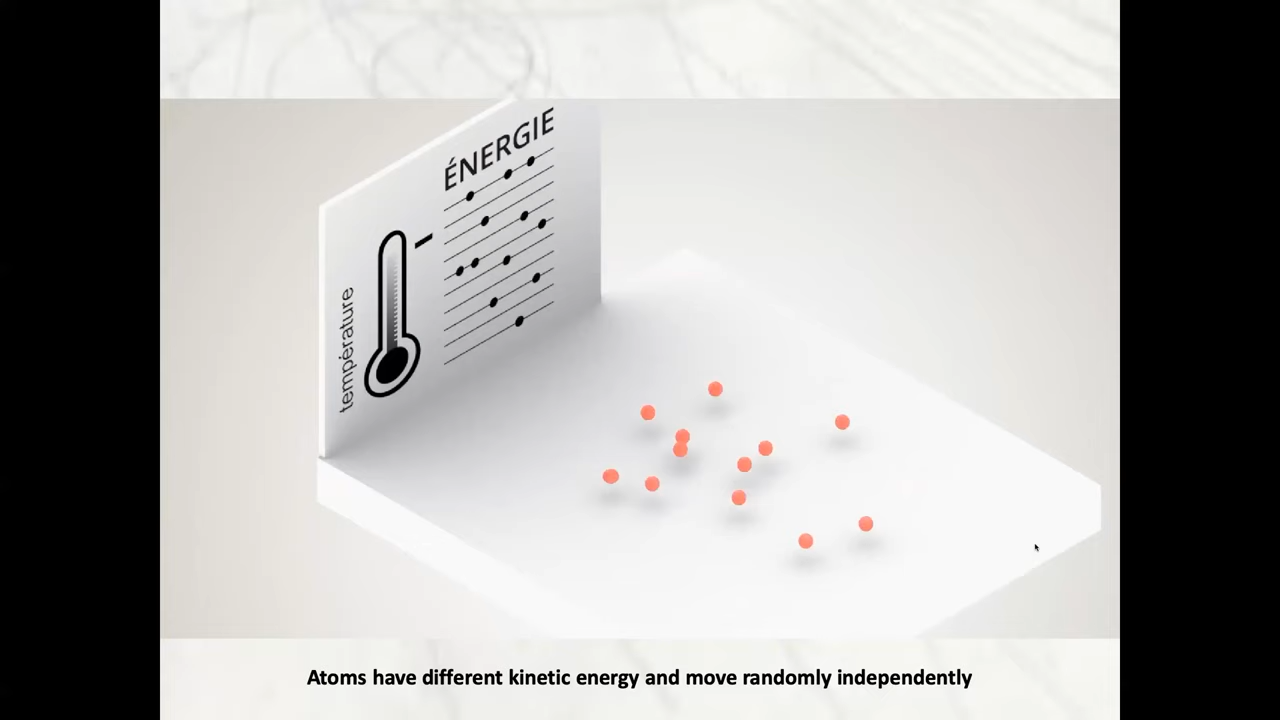 ÉNERGIE
température
Atoms have different kinetic energy and move randomly independently